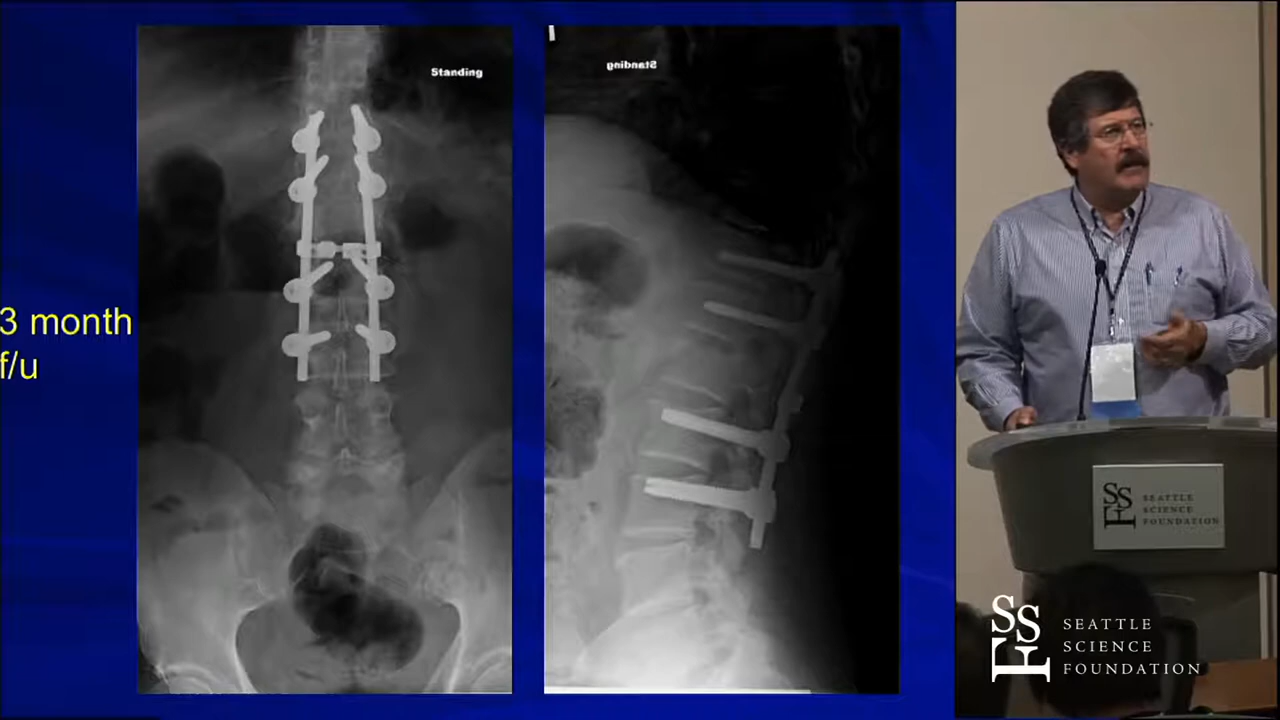 3 month
f/u
Standing
Standing
SSF
SEATTLE
SCIENCE
FOUNDATION
SSF
SEATTLE
SCIENCE
FOUNDATION